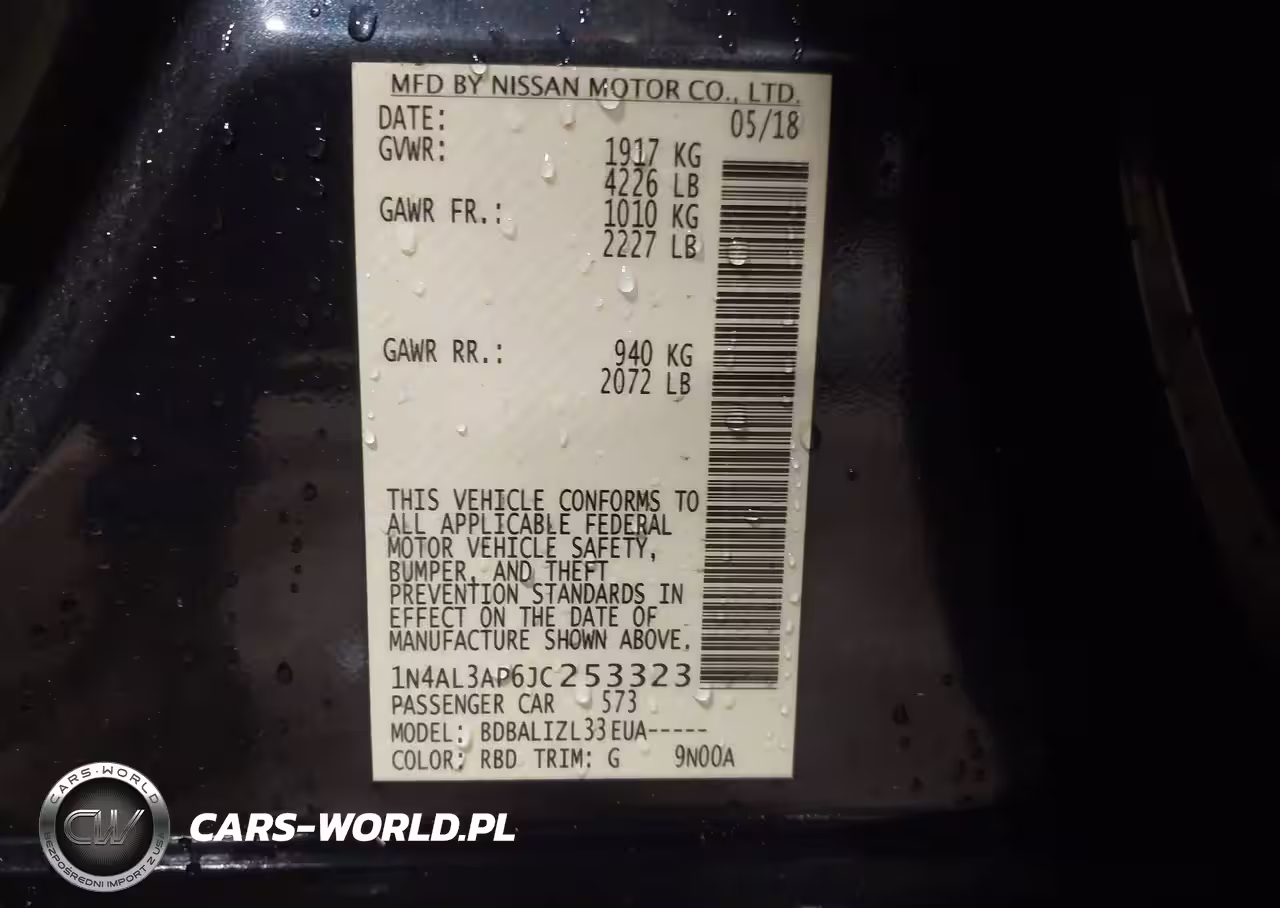 MFD BY NISSAN MOTOR CO., LTD.
DATE: 05/18
GVWR: 1917 KG
4226 LB
GAWR FR.: 1010 KG
2227 LB
GAWR RR.: 940 KG
2072 LB
THIS VEHICLE CONFORMS TO
ALL APPLICABLE FEDERAL
MOTOR VEHICLE SAFETY,
BUMPER, AND THEFT
PREVENTION STANDARDS IN
EFFECT ON THE DATE OF
MANUFACTURE SHOWN ABOVE.
1N4AL3AP6JC253323
PASSENGER CAR 573
MODEL: BDBALIZL33EUA-----
COLOR: RBD TRIM: G 9N00A
CARS-WORLD
CW
BEZPOŚREDNI IMPORT Z USA
CARS-WORLD.PL